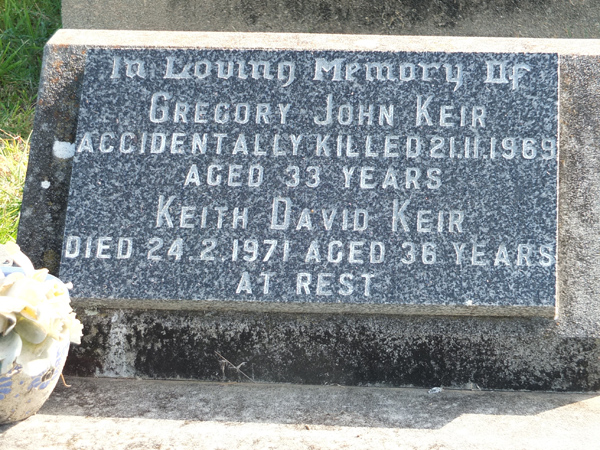 In Loving Memory Of
GREGORY JOHN KEIR
ACCIDENTALLY KILLED 21.11.1969
AGED 33 YEARS
KEITH DAVID KEIR
DIED 24.2.1971 AGED 36 YEARS
AT REST